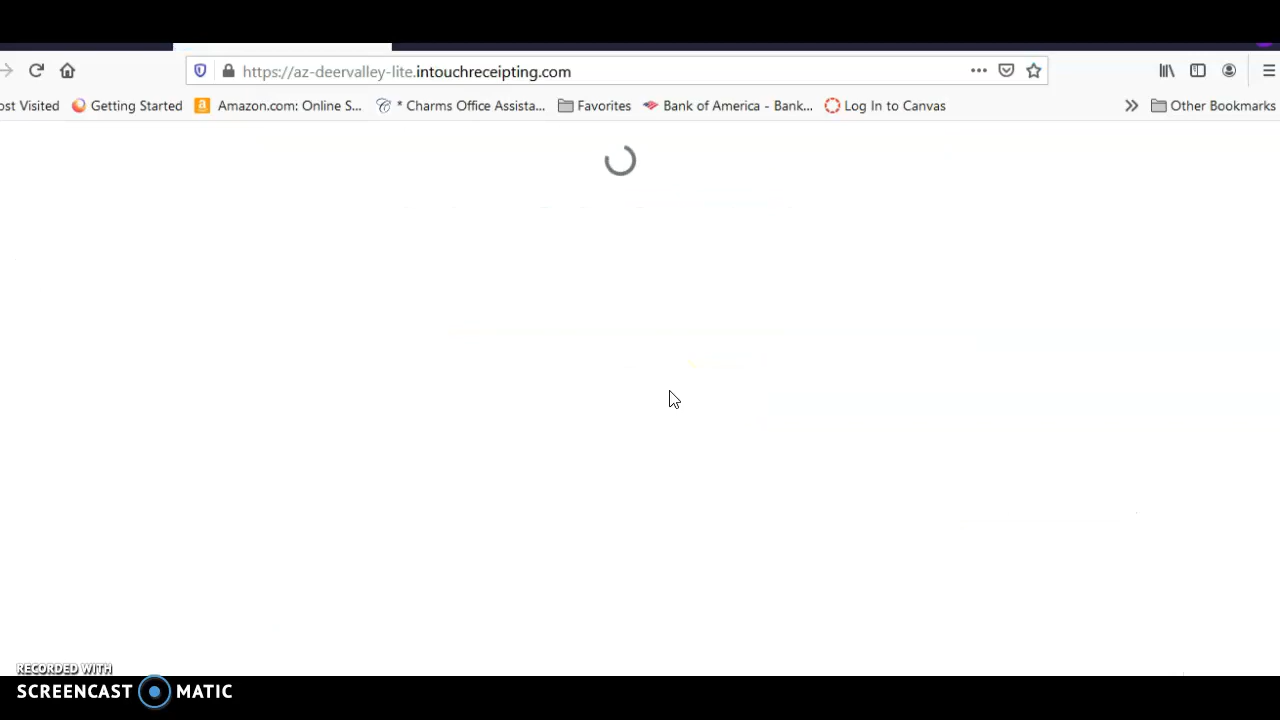 https://az-deervalley-lite.intouchreceipting.com
ost Visited Getting Started Amazon.com: Online S... * Charms Office Assista... Favorites Bank of America - Bank... Log In to Canvas Other Bookmarks
RECORDED WITH
SCREENCAST MATIC